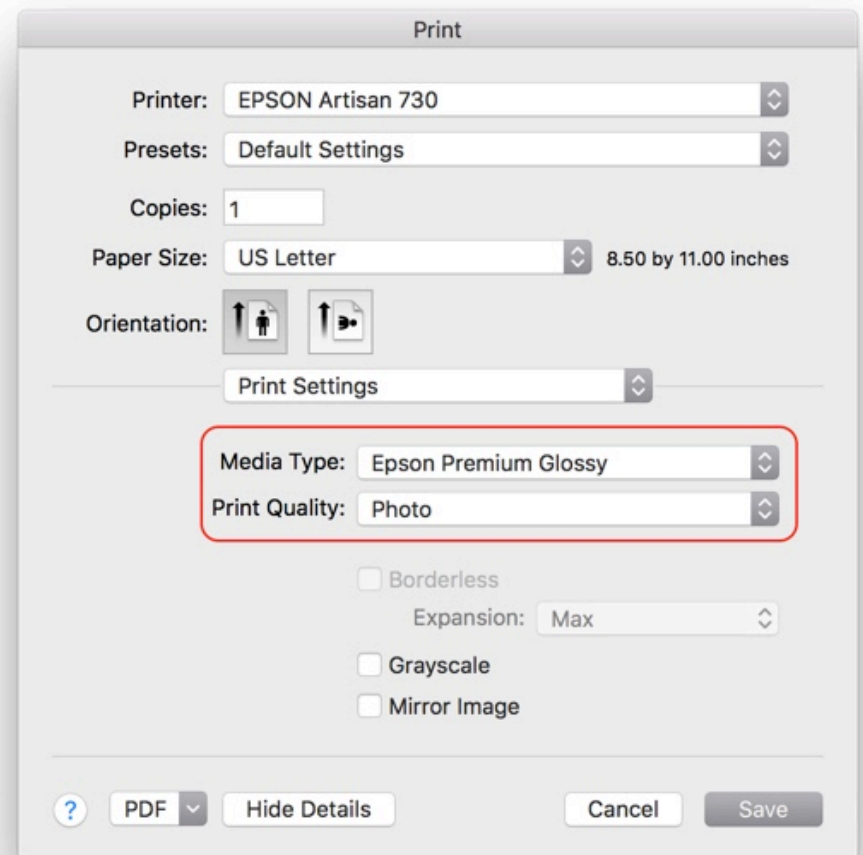 Print
Printer: EPSON Artisan 730
Presets: Default Settings
Copies: 1
Paper Size: US Letter 8.50 by 11.00 inches
Orientation:
Print Settings
Media Type: Epson Premium Glossy
Print Quality: Photo
Borderless
Expansion: Max
Grayscale
Mirror Image
? PDF Hide Details Cancel Save